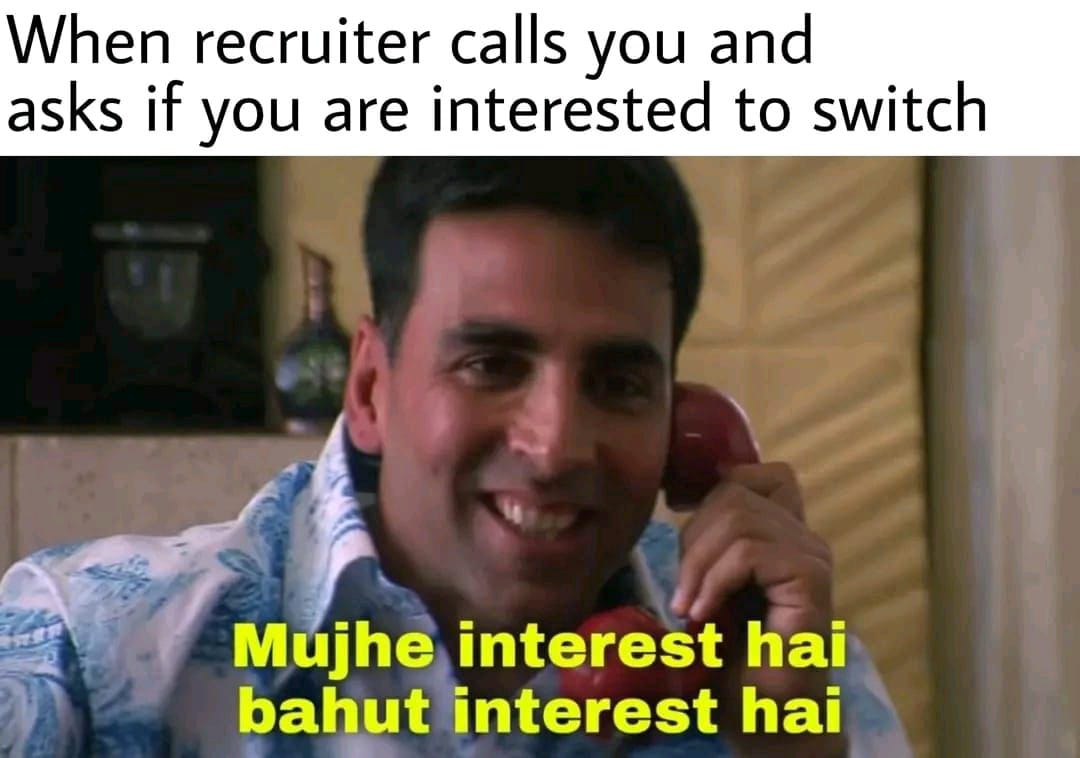 When recruiter calls you and
asks if you are interested to switch
Mujhe interest hai
bahut interest hai